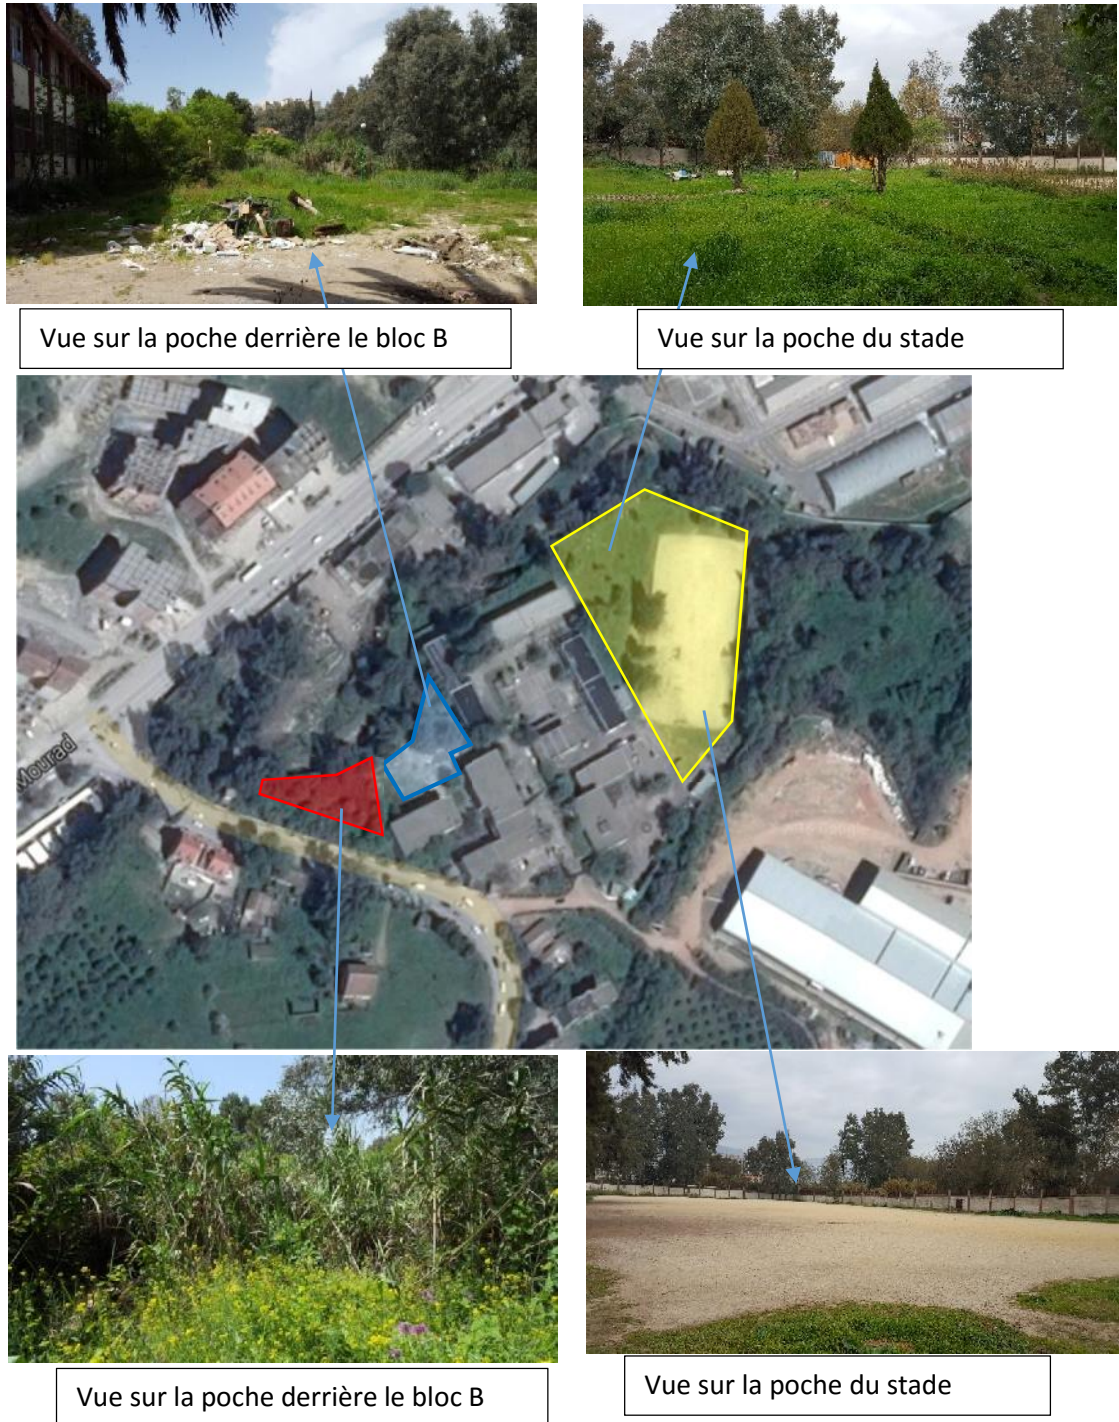 Vue sur la poche derrière le bloc B
Vue sur la poche du stade
Mourad
Vue sur la poche derrière le bloc B
Vue sur la poche du stade